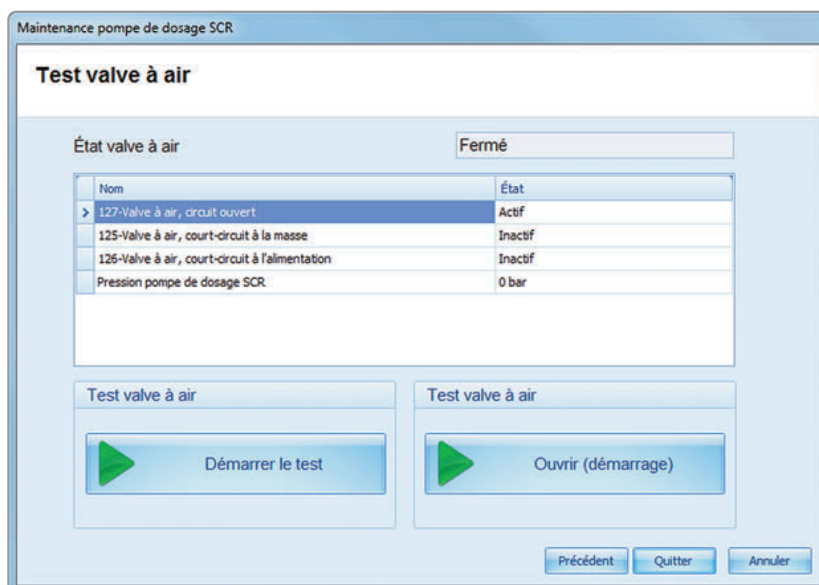 Maintenance pompe de dosage SCR
Test valve à air
État valve à air Fermé
Nom État
127-Valve à air, circuit ouvert Actif
125-Valve à air, court-circuit à la masse Inactif
126-Valve à air, court-circuit à l'alimentation Inactif
Pression pompe de dosage SCR 0 bar
Test valve à air Test valve à air
Démarrer le test Ouvrir (démarrage)
Précédent Quitter Annuler